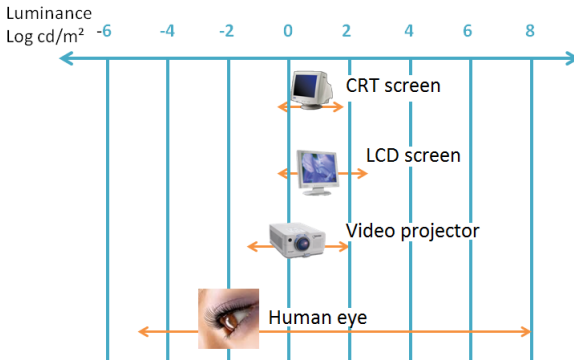 Luminance
Log cd/m²
-6 -4 -2 0 2 4 6 8
CRT screen
LCD screen
Video projector
Human eye